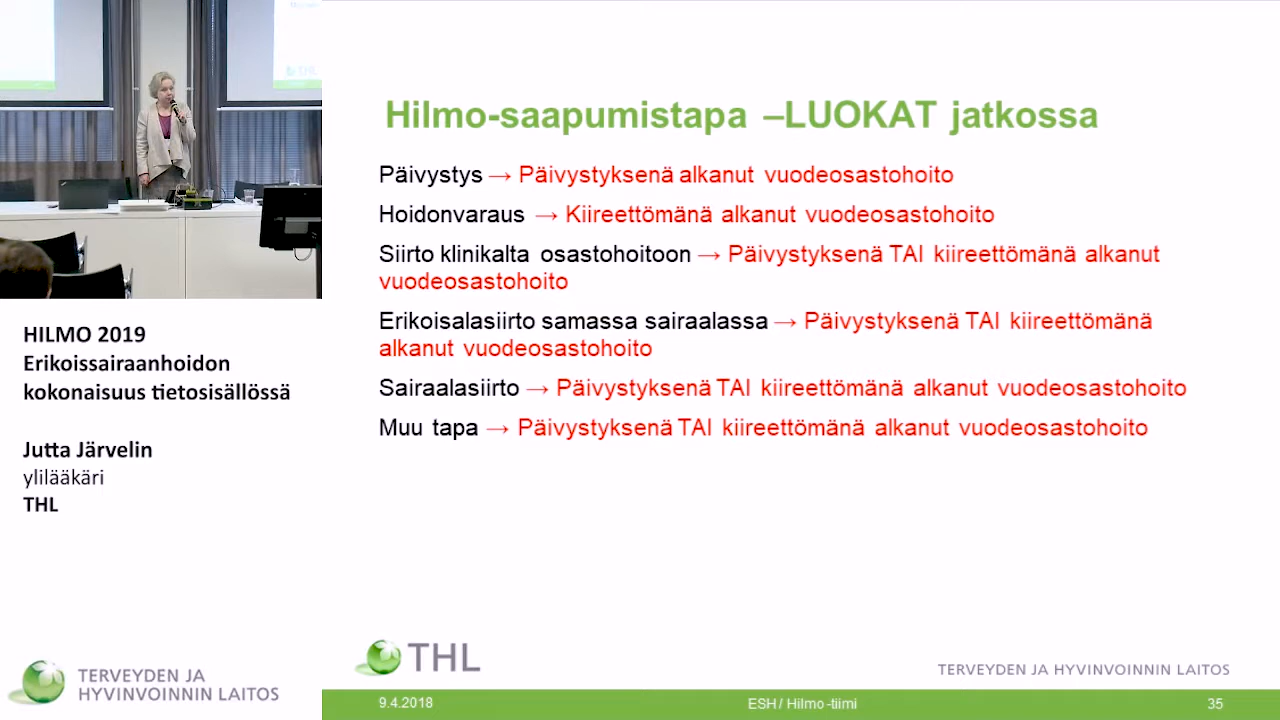 Hilmo-saapumistapa –LUOKAT jatkossa
Päivystys → Päivystyksenä alkanut vuodeosastohoito
Hoidonvaraus → Kiireettömänä alkanut vuodeosastohoito
Siirto klinikalta osastohoitoon → Päivystyksenä TAI kiireettömänä alkanut
vuodeosastohoito
Erikoisalasiirto samassa sairaalassa → Päivystyksenä TAI kiireettömänä
alkanut vuodeosastohoito
Sairaalasiirto → Päivystyksenä TAI kiireettömänä alkanut vuodeosastohoito
Muu tapa → Päivystyksenä TAI kiireettömänä alkanut vuodeosastohoito
HILMO 2019
Erikoissairaanhoidon
kokonaisuus tietosisällössä
Jutta Järvelin
ylilääkäri
THL
TERVEYDEN JA
HYVINVOINNIN LAITOS
THL
TERVEYDEN JA HYVINVOINNIN LAITOS
9.4.2018
ESH / Hilmo -tiimi
35